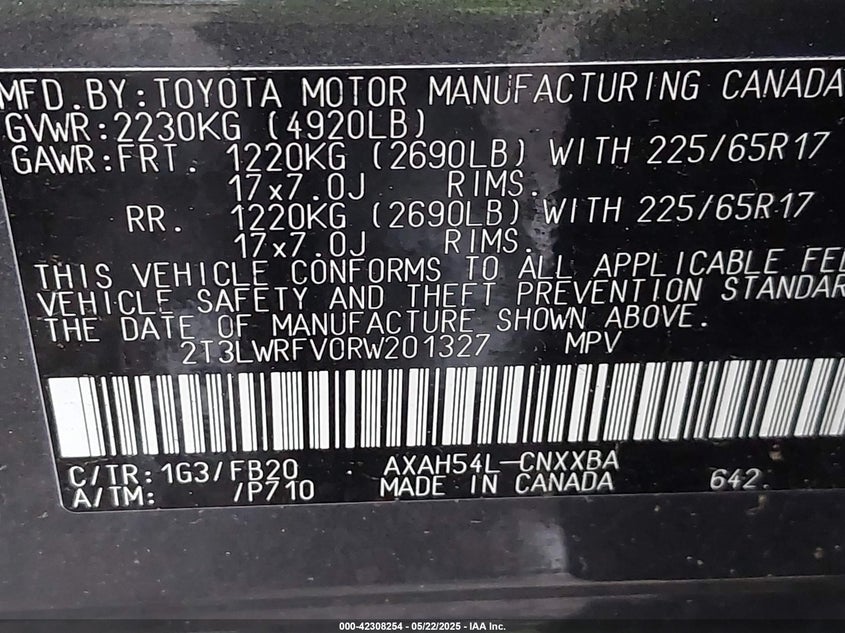 MFD.BY:TOYOTA MOTOR MANUFACTURING CANADA
GVWR:2230KG (4920LB)
GAWR:FRT. 1220KG (2690LB) WITH 225/65R17
17x7.0J RIMS.
RR. 1220KG (2690LB) WITH 225/65R17
17x7.0J RIMS.
THIS VEHICLE CONFORMS TO ALL APPLICABLE FE
VEHICLE SAFETY AND THEFT PREVENTION STANDAR
THE DATE OF MANUFACTURE SHOWN ABOVE.
2T3LWRFV0RW201327 MPV
C/TR:1G3/FB20 AXAH54L-CNXXBA
A/TM: /P710 MADE IN CANADA 642
000-42308254 - 05/22/2025 - IAA Inc.